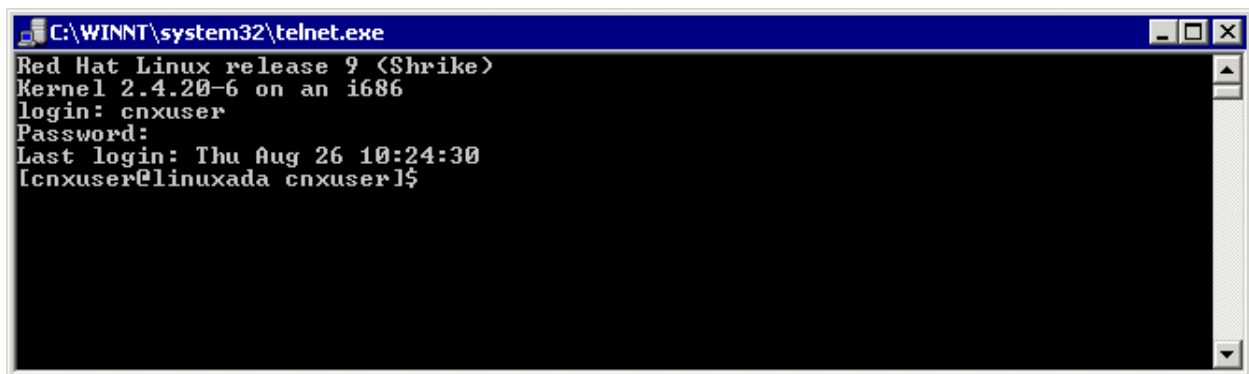 C:\WINNT\system32\telnet.exe
Red Hat Linux release 9 (Shrike)
Kernel 2.4.20-6 on an i686
login: cnxuser
Password:
Last login: Thu Aug 26 10:24:30
[cnxuser@linuxada cnxuser]$